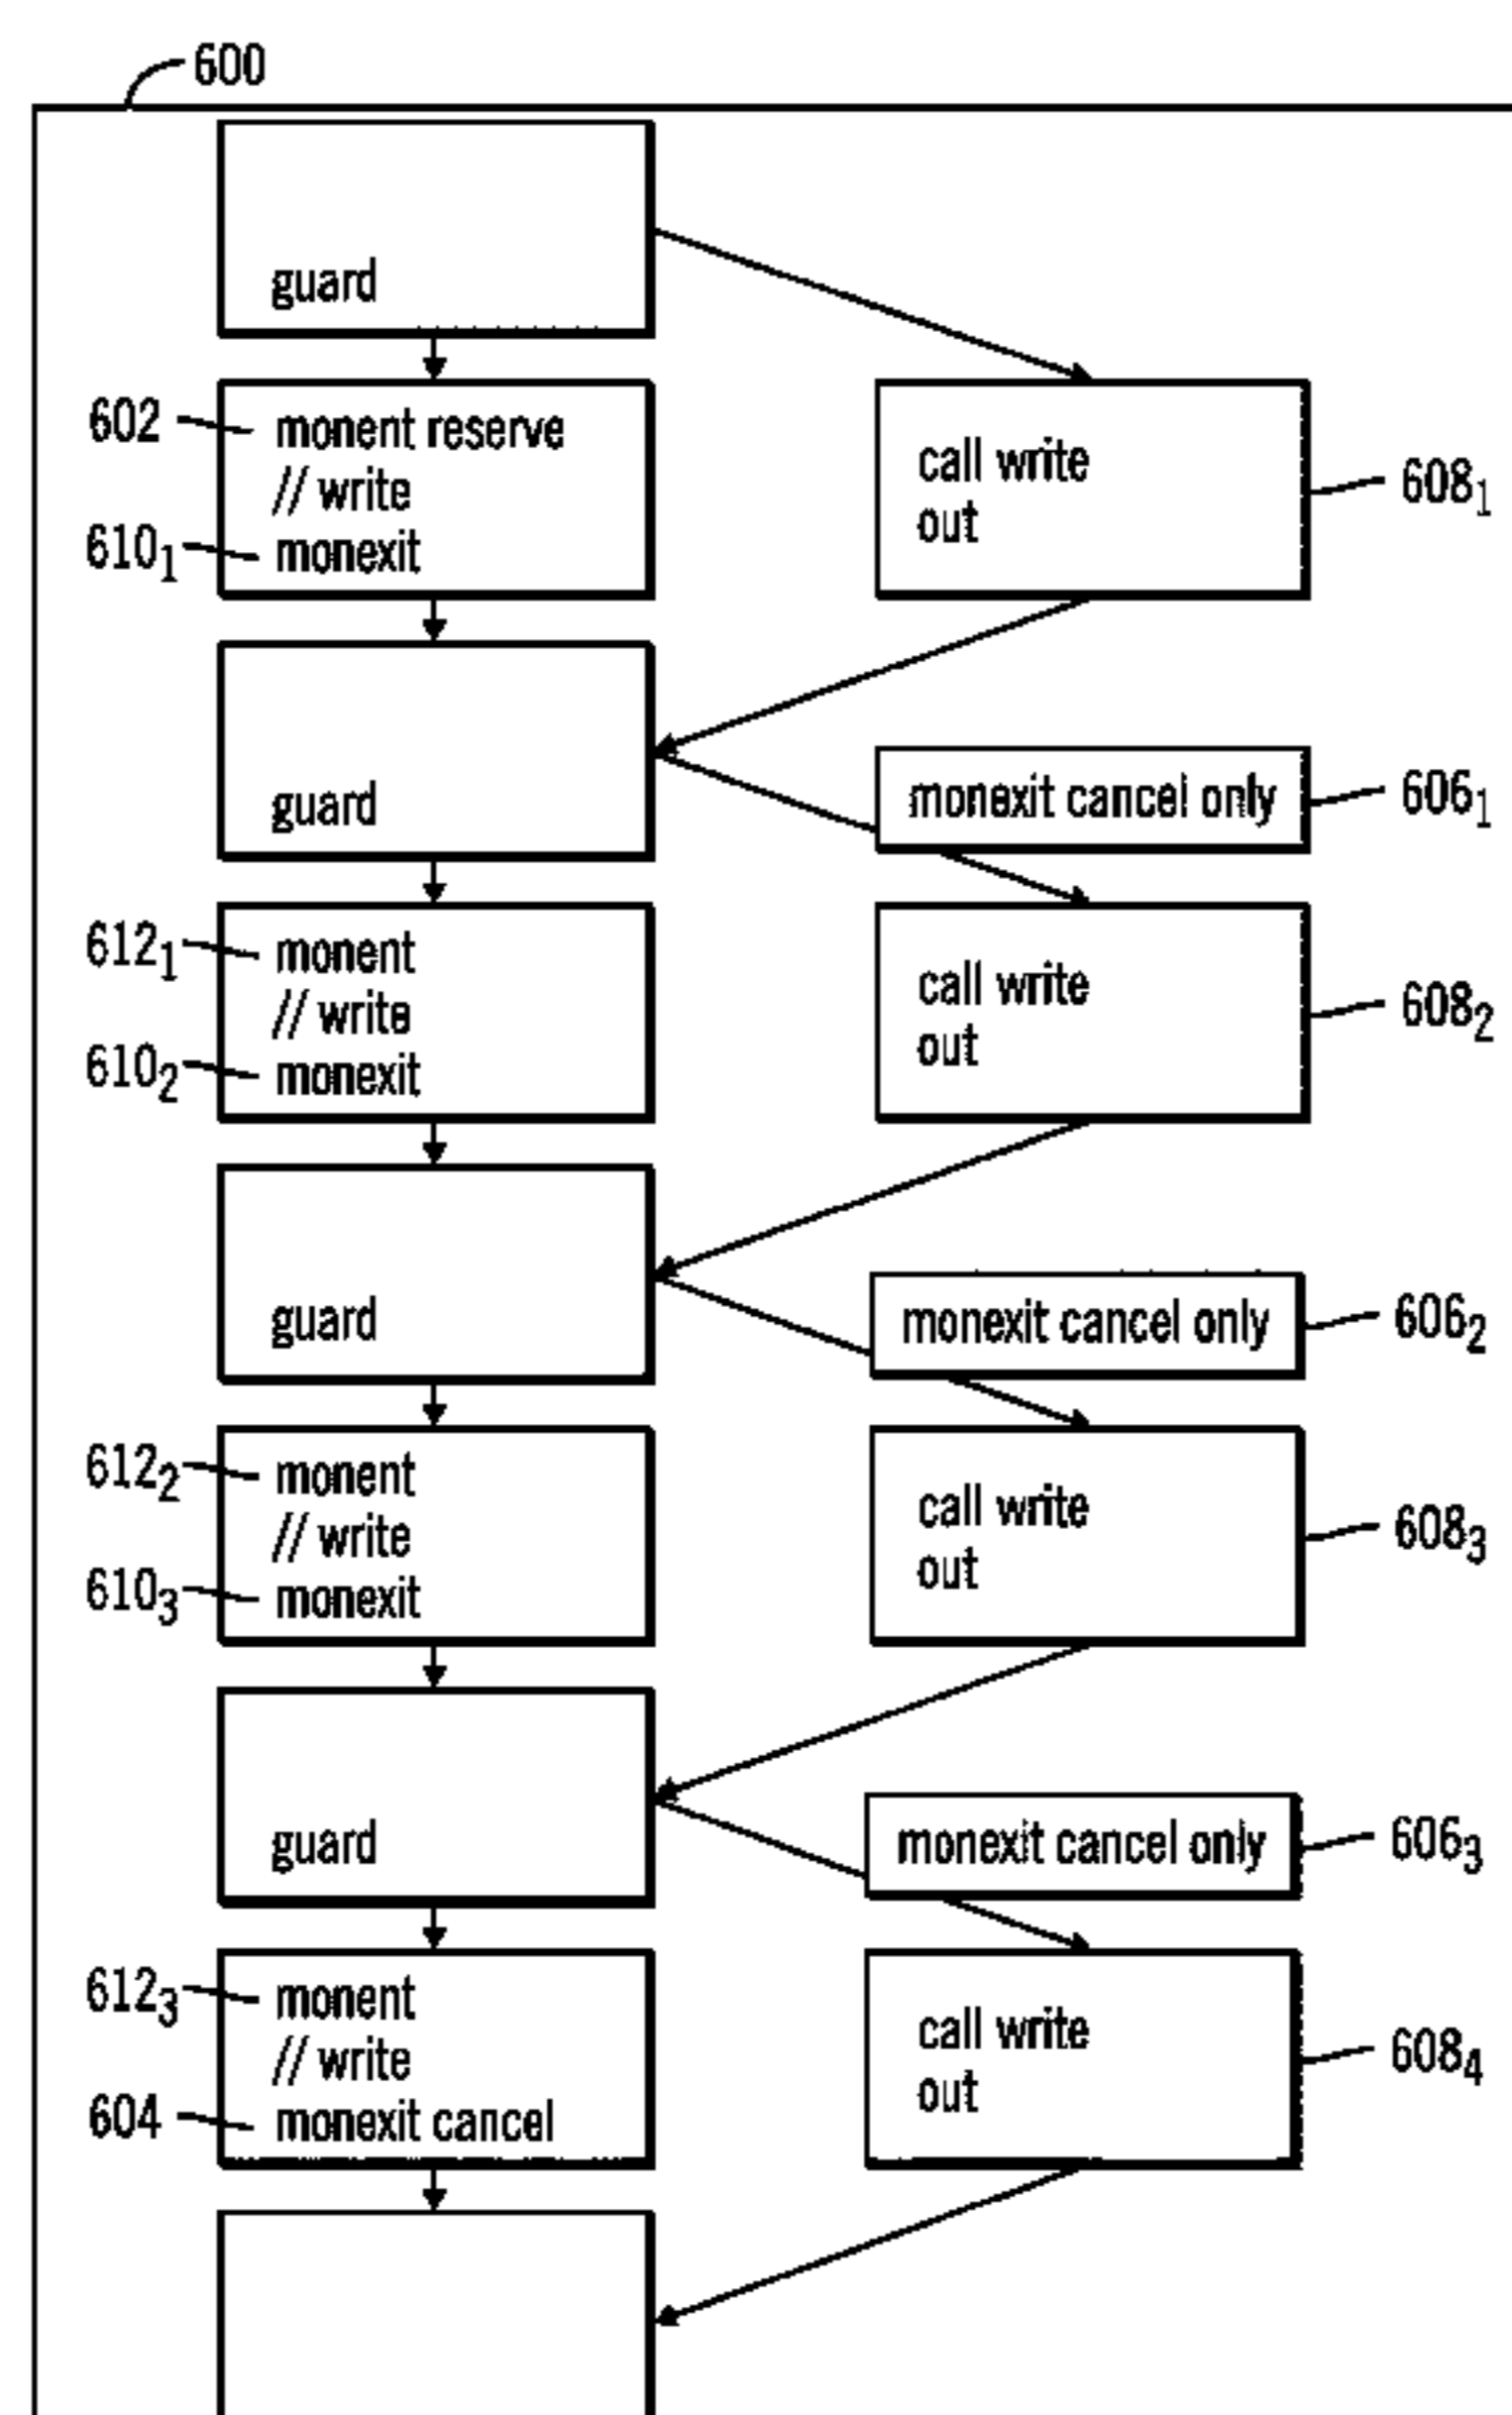 600
guard
602 monent reserve
// write
610₁ monexit
call write
out
608₁
guard
monexit cancel only 606₁
612₁ monent
// write
610₂ monexit
call write
out
608₂
guard
monexit cancel only 606₂
612₂ monent
// write
610₃ monexit
call write
out
608₃
guard
monexit cancel only 606₃
612₃ monent
// write
604 monexit cancel
call write
out
608₄